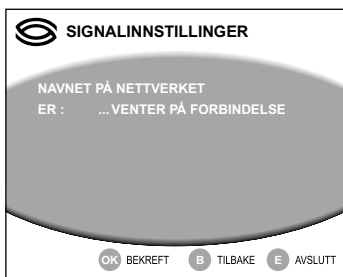 SIGNALINNSTILLINGER
NAVNET PÅ NETTVERKET
ER : ... VENTER PÅ FORBINDELSE
OK BEKREFT B TILBAKE E AVSLUTT